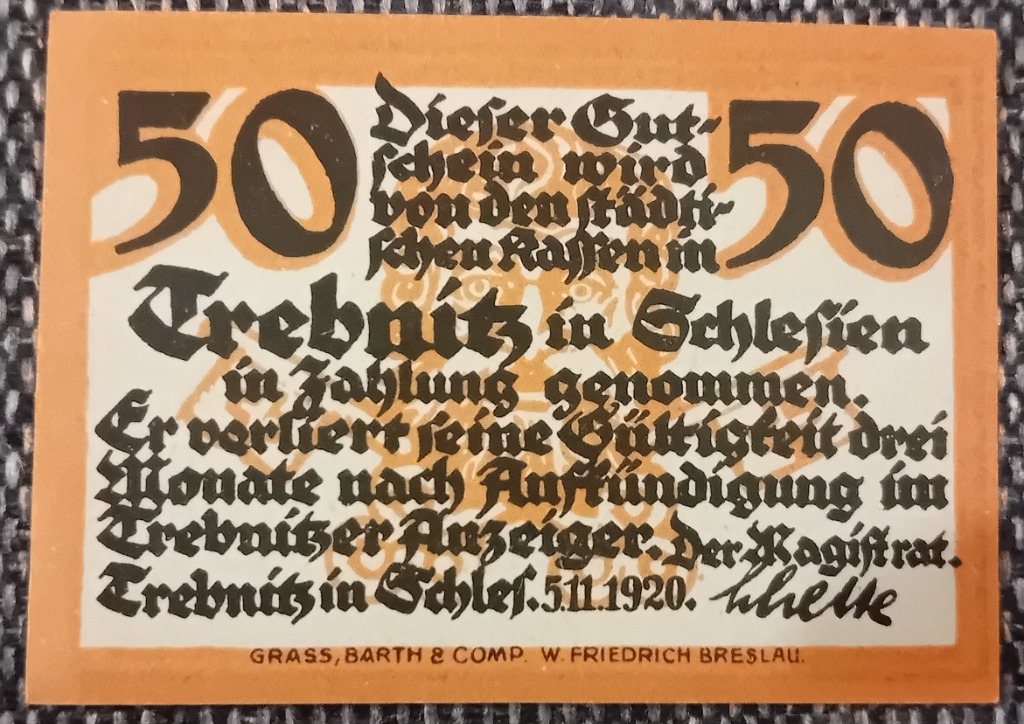 50 Dieser Gut- 50
schein wird
von den städti-
schen Kassen in
Trebnitz in Schlesien
in Zahlung genommen.
Er verliert seine Gültigkeit drei
Monate nach Aufkündigung im
Trebnitzer Anzeiger. Der Magistrat.
Trebnitz in Schles. 5.11.1920.
GRASS, BARTH & COMP. W. FRIEDRICH BRESLAU.